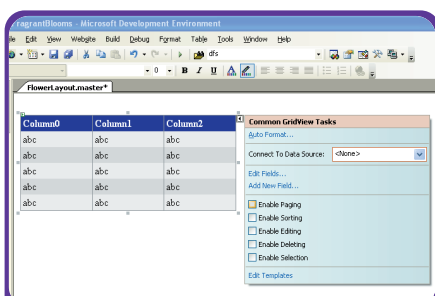 ragrantBlooms - Microsoft Development Environment
le Edit View Website Build Debug Format Table Tools Window Help
0 B I U A dfs
FlowerLayout.master*
Column0 Column1 Column2
abc abc abc
abc abc abc
abc abc abc
abc abc abc
abc abc abc
Common GridView Tasks
Auto Format...
Connect To Data Source: <None>
Edit Fields...
Add New Field...
Enable Paging
Enable Sorting
Enable Editing
Enable Deleting
Enable Selection
Edit Templates